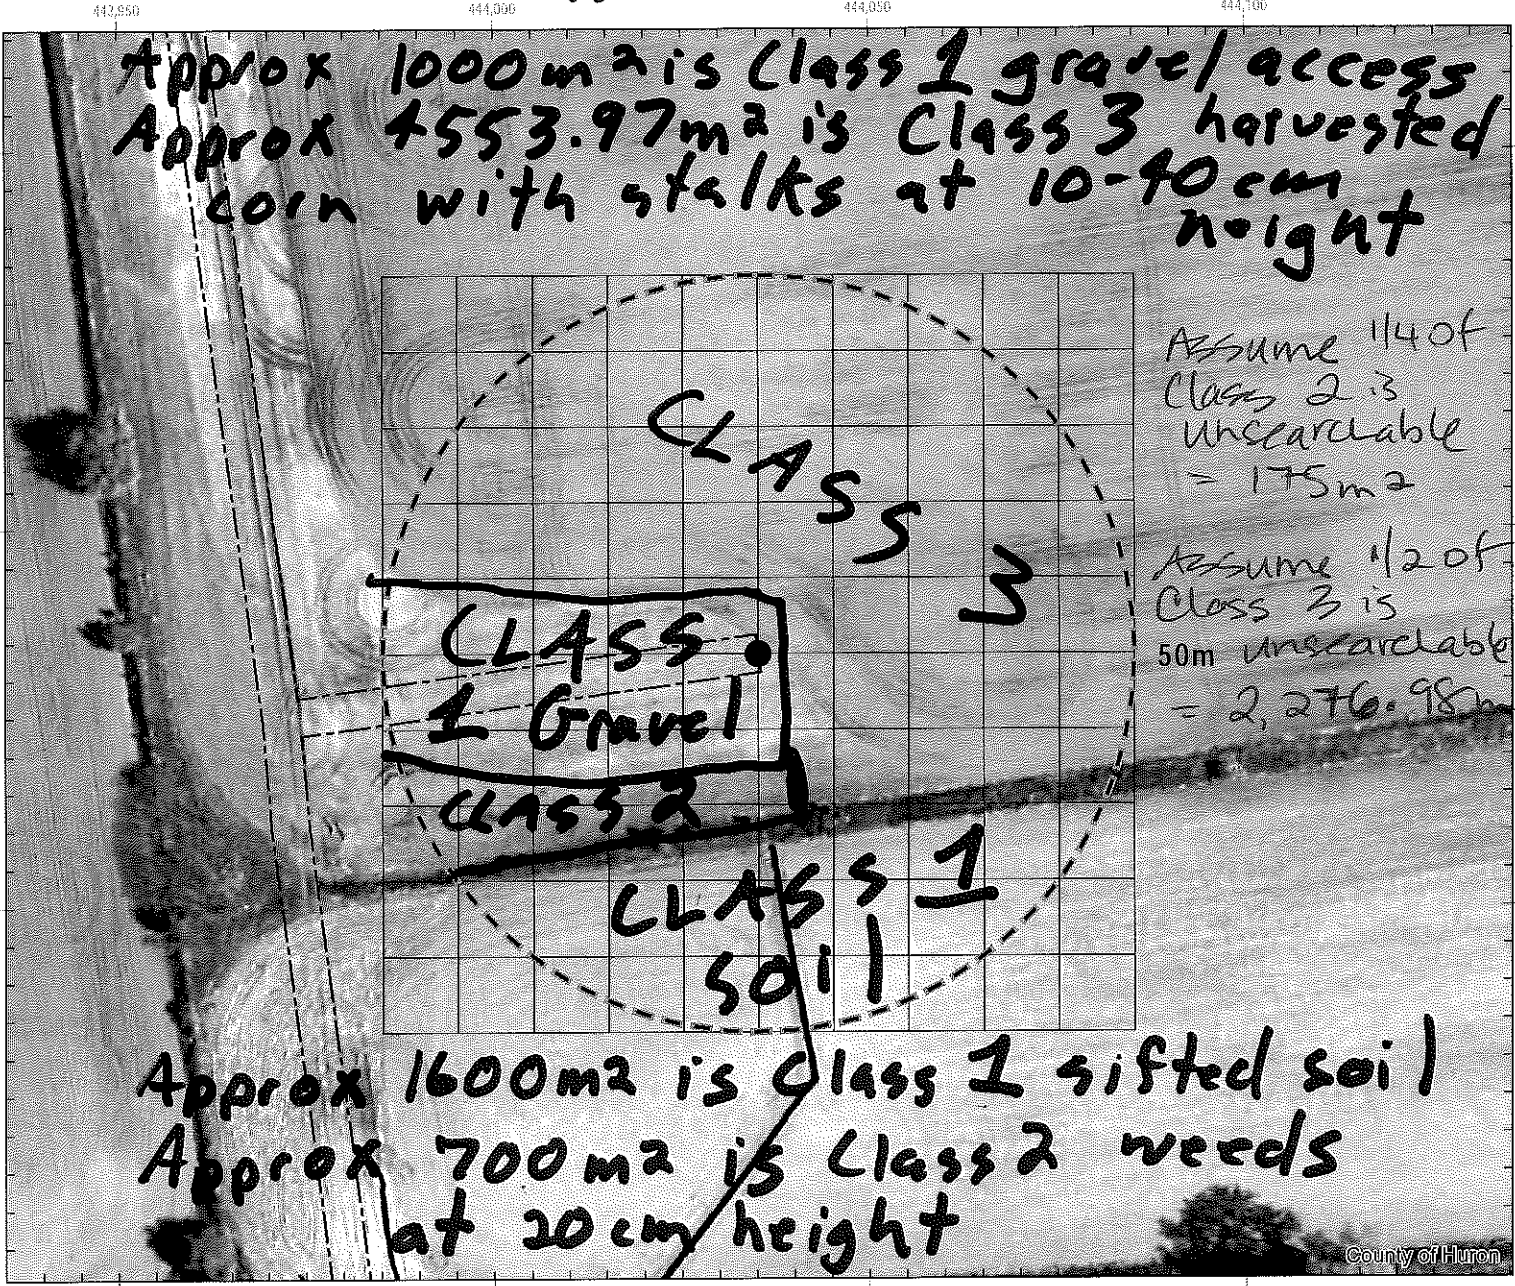 443,950 444,000 444,050 444,100
Approx 1000m² is Class 1 gravel access
Approx 4553.97m² is Class 3 harvested
corn with stalks at 10-40cm
height
Assume 1/4 of
Class 2 is
unsearchable
= 175m2
CLASS 3
Assume 1/2 of
Class 3 is
50m unsearchable
= 2,276.98m
CLASS
1 Gravel
CLASS 2
CLASS 1
soil
Approx 1600m² is Class 1 sifted soil
Approx 700m² is Class 2 weeds
at 20cm height
County of Huron